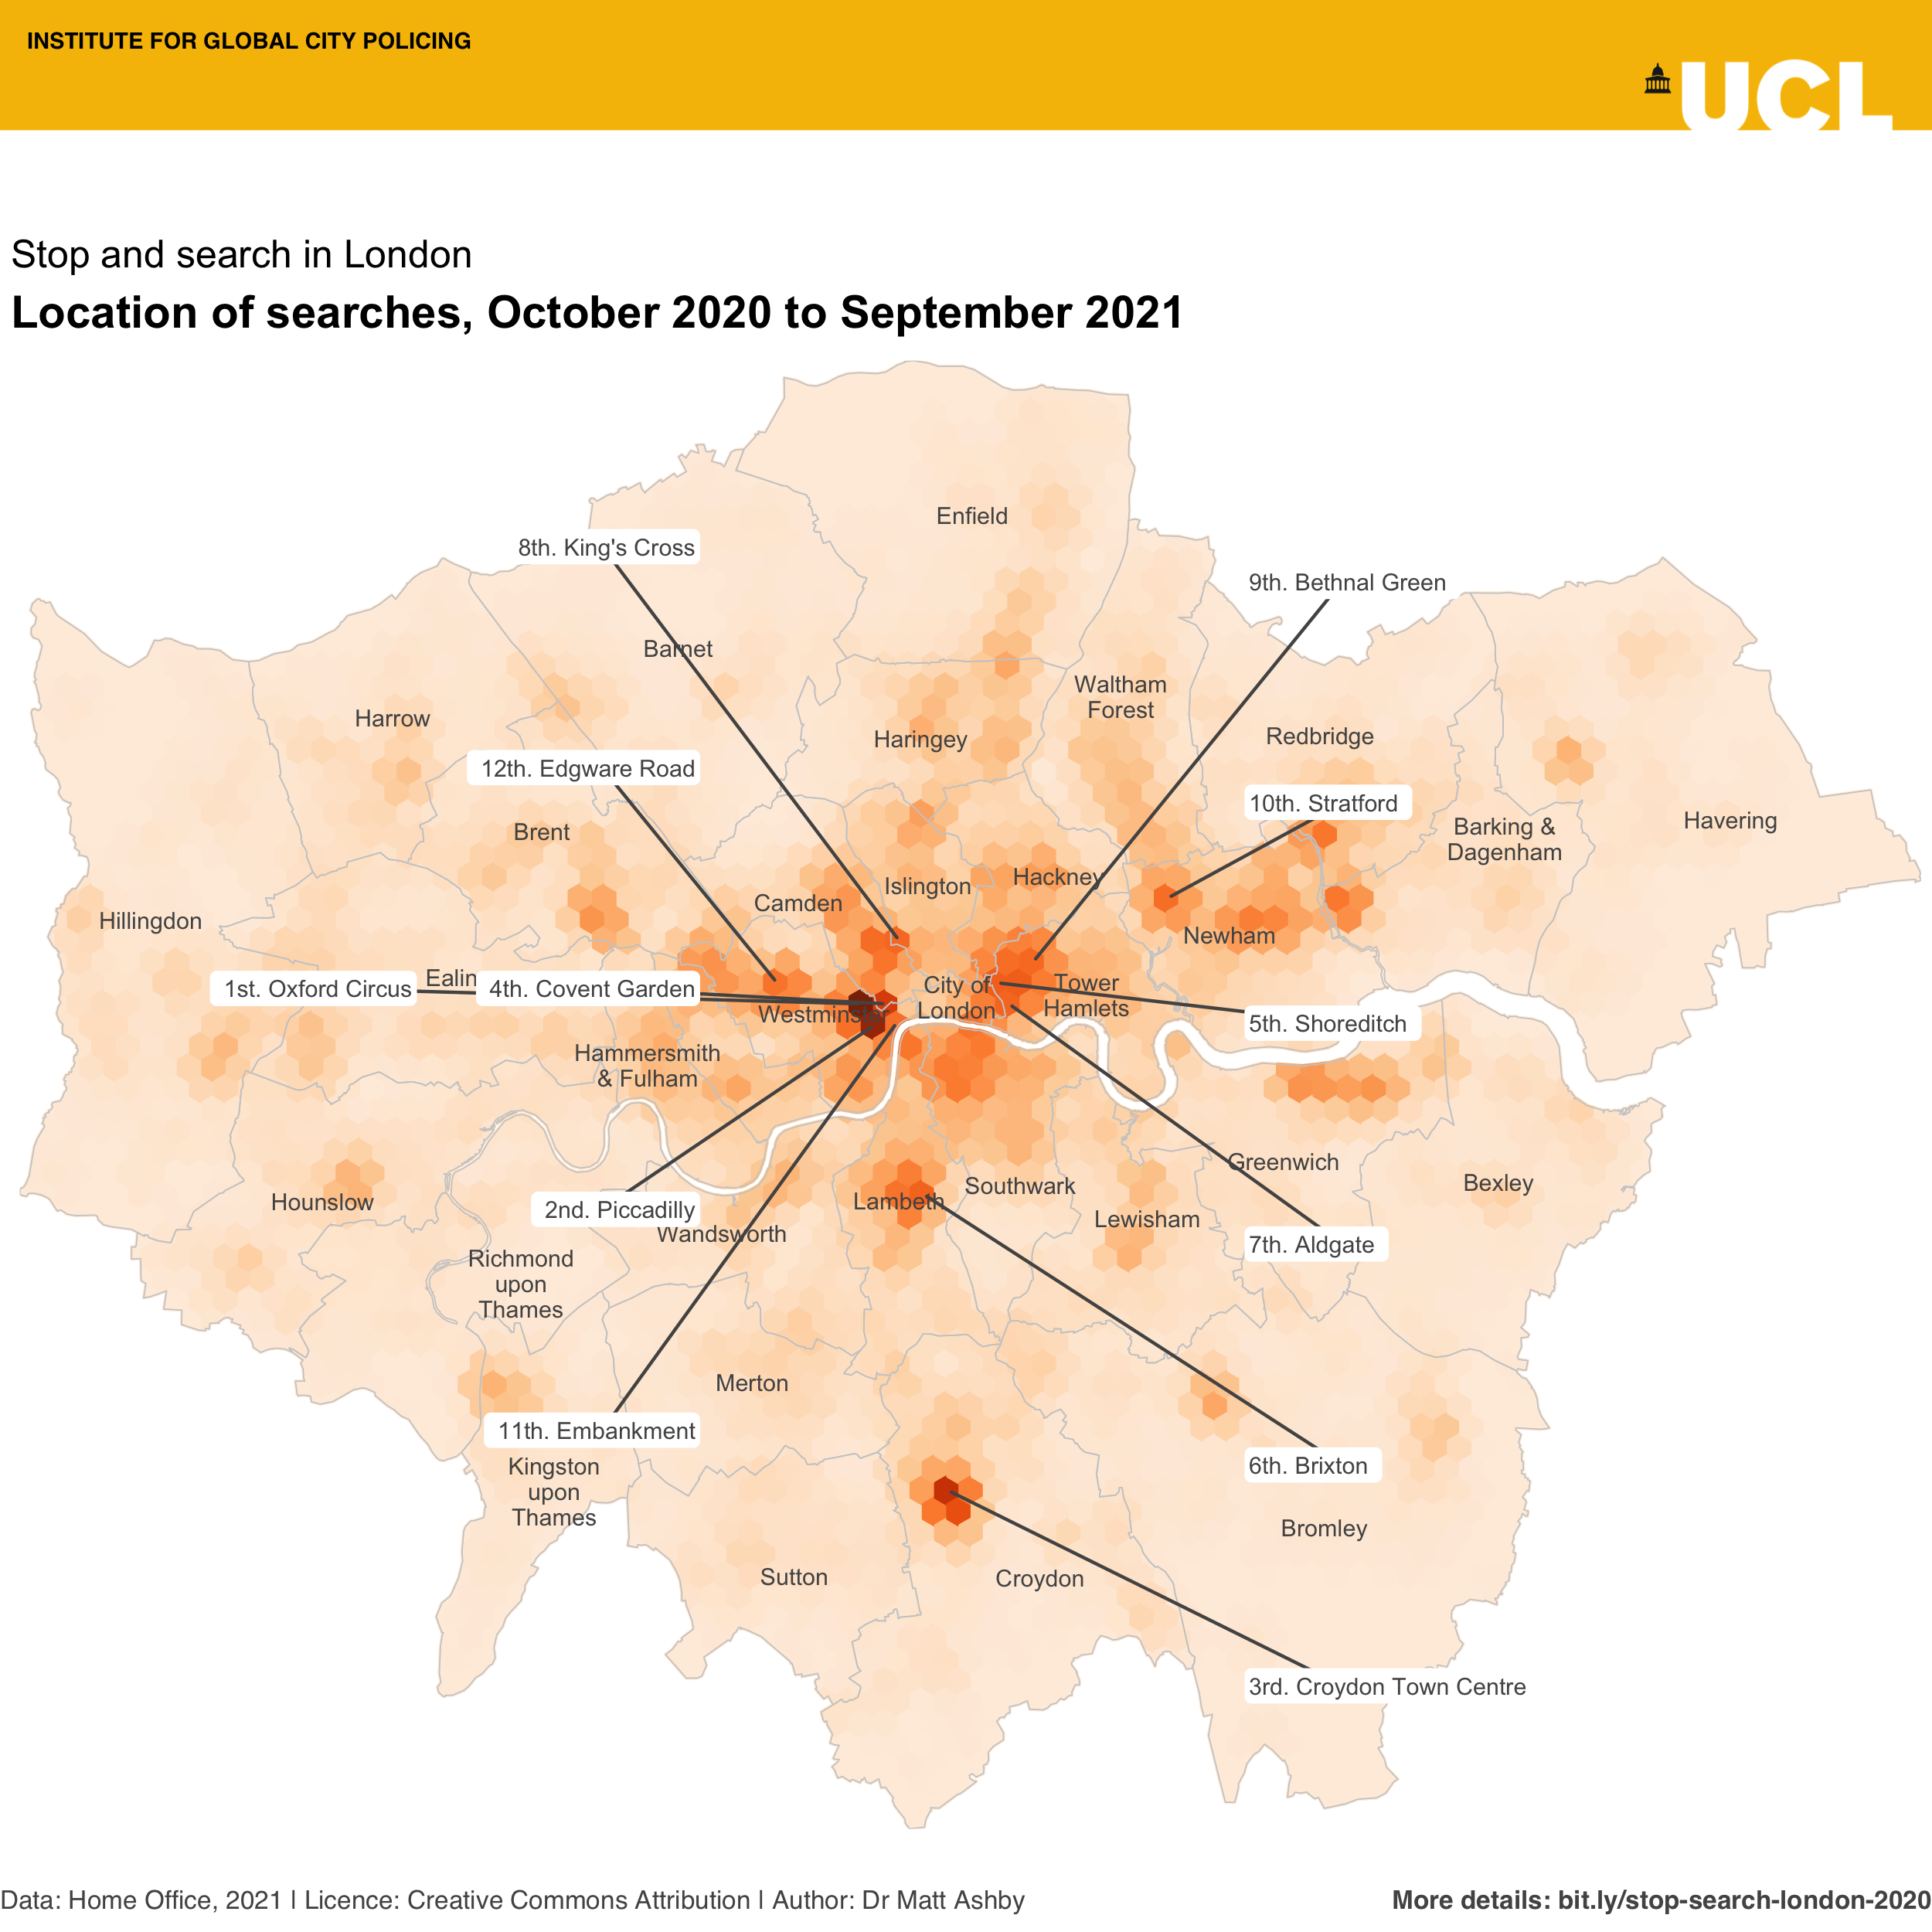 INSTITUTE FOR GLOBAL CITY POLICING
UCL
Stop and search in London
Location of searches, October 2020 to September 2021
Enfield
8th. King's Cross
9th. Bethnal Green
Barnet
Waltham
Forest
Harrow
Haringey
Redbridge
12th. Edgware Road
10th. Stratford
Brent
Barking &
Dagenham
Havering
Islington
Hackney
Camden
Hillingdon
Newham
Ealin
1st. Oxford Circus
4th. Covent Garden
City of
London
Tower
Hamlets
Westminster
5th. Shoreditch
Hammersmith
& Fulham
Greenwich
Bexley
Southwark
Lambeth
Hounslow
2nd. Piccadilly
Wandsworth
Lewisham
7th. Aldgate
Richmond
upon
Thames
Merton
11th. Embankment
6th. Brixton
Kingston
upon
Thames
Bromley
Sutton
Croydon
3rd. Croydon Town Centre
Data: Home Office, 2021 | Licence: Creative Commons Attribution | Author: Dr Matt Ashby
More details: bit.ly/stop-search-london-2020